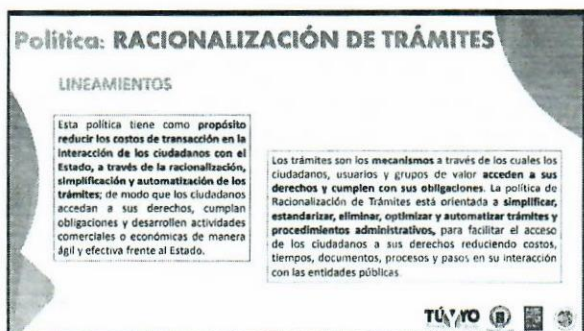 Política: RACIONALIZACIÓN DE TRÁMITES
LINEAMIENTOS
Esta política tiene como propósito
reducir los costos de transacción en la
interacción de los ciudadanos con el
Estado, a través de la racionalización,
simplificación y automatización de los
trámites; de modo que los ciudadanos
accedan a sus derechos, cumplan
obligaciones y desarrollen actividades
comerciales o económicas de manera
ágil y efectiva frente al Estado.
Los trámites son los mecanismos a través de los cuales los
ciudadanos, usuarios y grupos de valor acceden a sus
derechos y cumplen con sus obligaciones. La política de
Racionalización de Trámites está orientada a simplificar,
estandarizar, eliminar, optimizar y automatizar trámites y
procedimientos administrativos, para facilitar el acceso
de los ciudadanos a sus derechos reduciendo costos,
tiempos, documentos, procesos y pasos en su interacción
con las entidades públicas.
TÚ YO